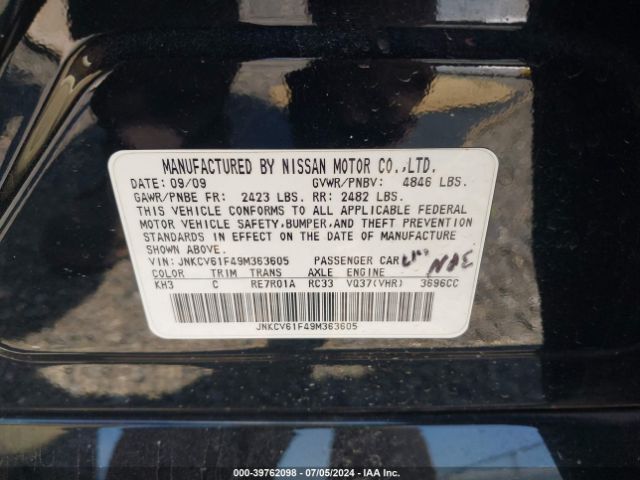 MANUFACTURED BY NISSAN MOTOR CO.,LTD.
DATE: 09/09 GVWR/PNBV: 4846 LBS.
GAWR/PNBE FR: 2423 LBS. RR: 2482 LBS.
THIS VEHICLE CONFORMS TO ALL APPLICABLE FEDERAL
MOTOR VEHICLE SAFETY,BUMPER,AND THEFT PREVENTION
STANDARDS IN EFFECT ON THE DATE OF MANUFACTURE
SHOWN ABOVE.
VIN: JNKCV61F49M363605 PASSENGER CAR
COLOR TRIM TRANS AXLE ENGINE
KH3 C RE7R01A RC33 VQ37(VHR) 3696CC
JNKCV61F49M363605
000-39762098 - 07/05/2024 - IAA Inc.